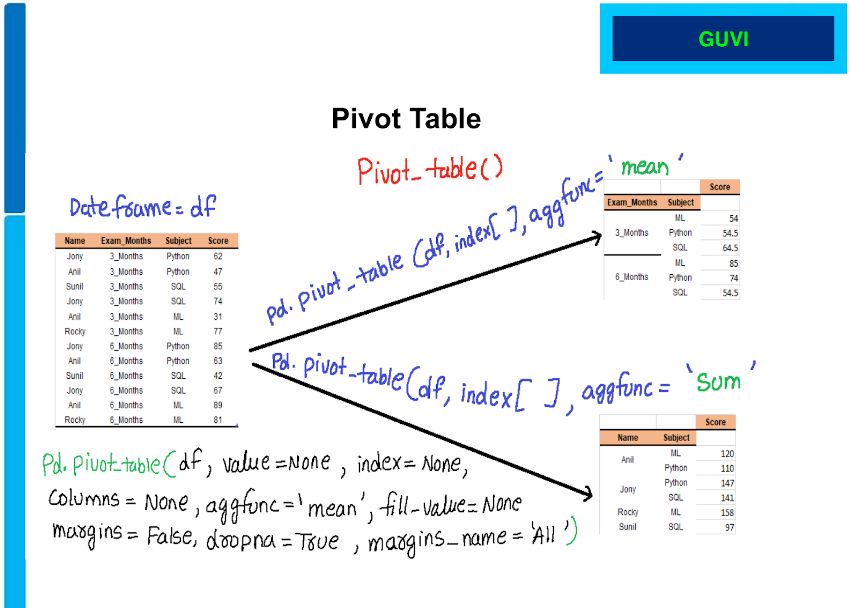 GUVI
Pivot Table
Pivot_table()
Dateframe = df
Name Exam_Months Subject Score
Jony 3_Months Python 62
Anil 3_Months Python 47
Sunil 3_Months SQL 55
Jony 3_Months SQL 74
Anil 3_Months ML 31
Rocky 3_Months ML 77
Jony 6_Months Python 85
Anil 6_Months Python 63
Sunil 6_Months SQL 42
Jony 6_Months SQL 67
Anil 6_Months ML 89
Rocky 6_Months ML 81
pd. pivot_table (df, index[ ], aggfunc= 'mean'
Score
Exam_Months Subject
ML 54
3_Months Python 54.5
SQL 64.5
ML 85
6_Months Python 74
SQL 54.5
Pd. pivot_table(df, index[ ], aggfunc = 'Sum'
Score
Name Subject
Anil ML 120
Python 110
Jony Python 147
SQL 141
Rocky ML 158
Sunil SQL 97
Pd. pivot_table(df, value =None , index = None,
Columns = None , aggfunc = 'mean', fill-value= None
margins = False, dropna = True , margins_name = 'All')